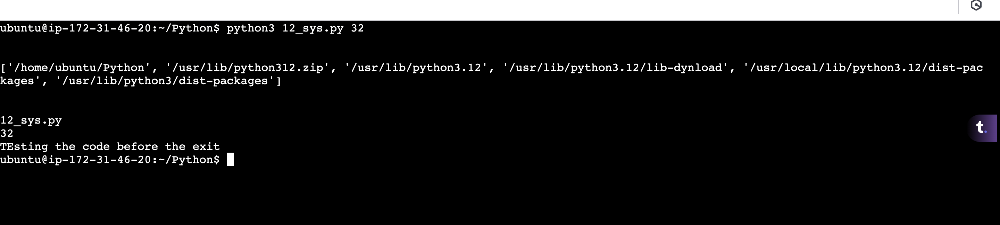 ubuntu@ip-172-31-46-20:~/Python$ python3 12_sys.py 32
['/home/ubuntu/Python', '/usr/lib/python312.zip', '/usr/lib/python3.12', '/usr/lib/python3.12/lib-dynload', '/usr/local/lib/python3.12/dist-pac
kages', '/usr/lib/python3/dist-packages']
12_sys.py
t.
32
TEsting the code before the exit
ubuntu@ip-172-31-46-20:~/Python$